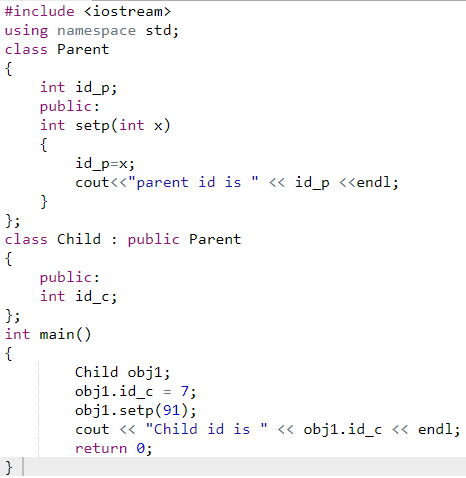 #include <iostream>
using namespace std;
class Parent
{
    int id_p;
    public:
    int setp(int x)
    {
        id_p=x;
        cout<<"parent id is " << id_p <<endl;
    }
};
class Child : public Parent
{
    public:
    int id_c;
};
int main()
{
        Child obj1;
        obj1.id_c = 7;
        obj1.setp(91);
        cout << "Child id is " << obj1.id_c << endl;
        return 0;
}